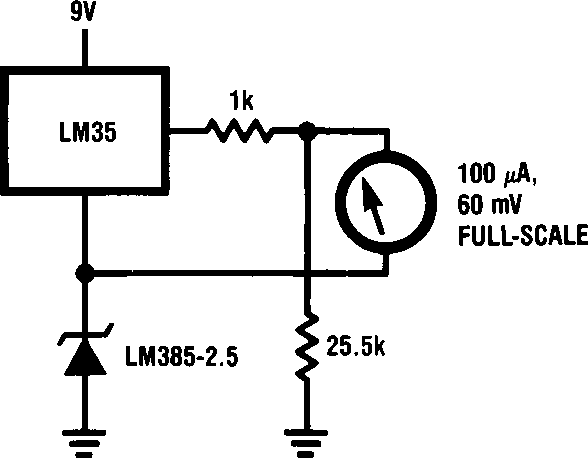 9V
LM35
1k
100 μA,
60 mV
FULL-SCALE
LM385-2.5
25.5k